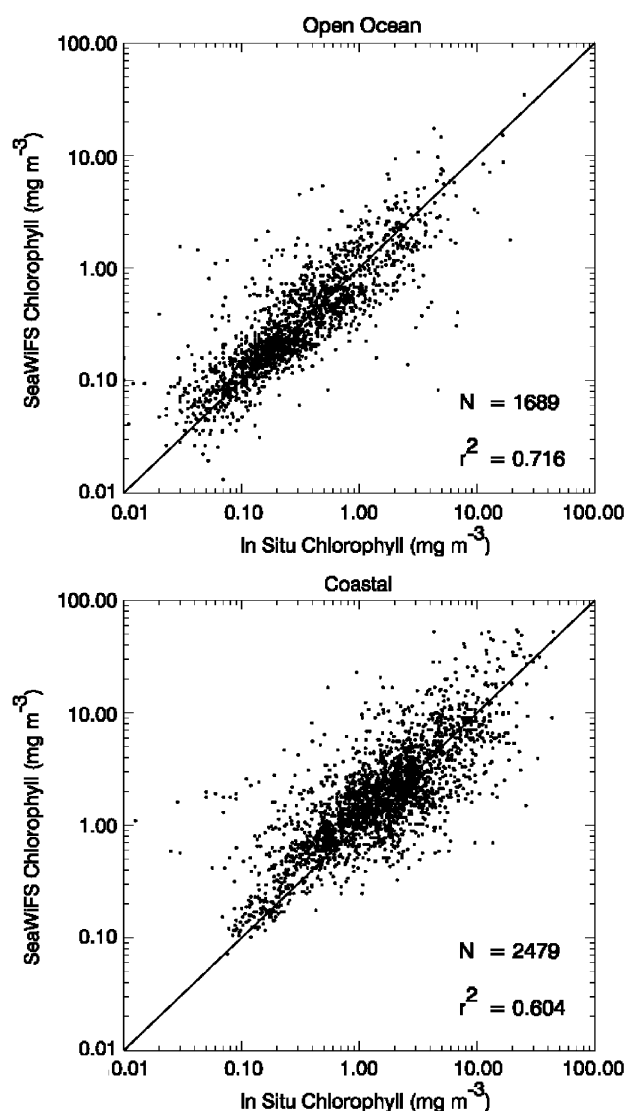 Open Ocean
100.00
10.00
1.00
0.10
0.01
SeaWiFS Chlorophyll (mg m-3)
N = 1689
r2 = 0.716
0.01 0.10 1.00 10.00 100.00
In Situ Chlorophyll (mg m-3)
Coastal
100.00
10.00
1.00
0.10
0.01
SeaWiFS Chlorophyll (mg m-3)
N = 2479
r2 = 0.604
0.01 0.10 1.00 10.00 100.00
In Situ Chlorophyll (mg m-3)